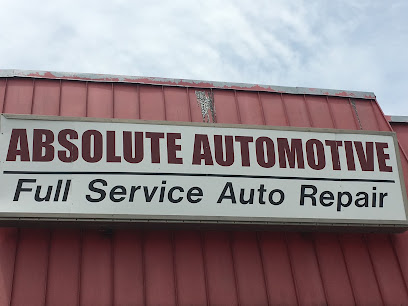 ABSOLUTE AUTOMOTIVE
Full Service Auto Repair